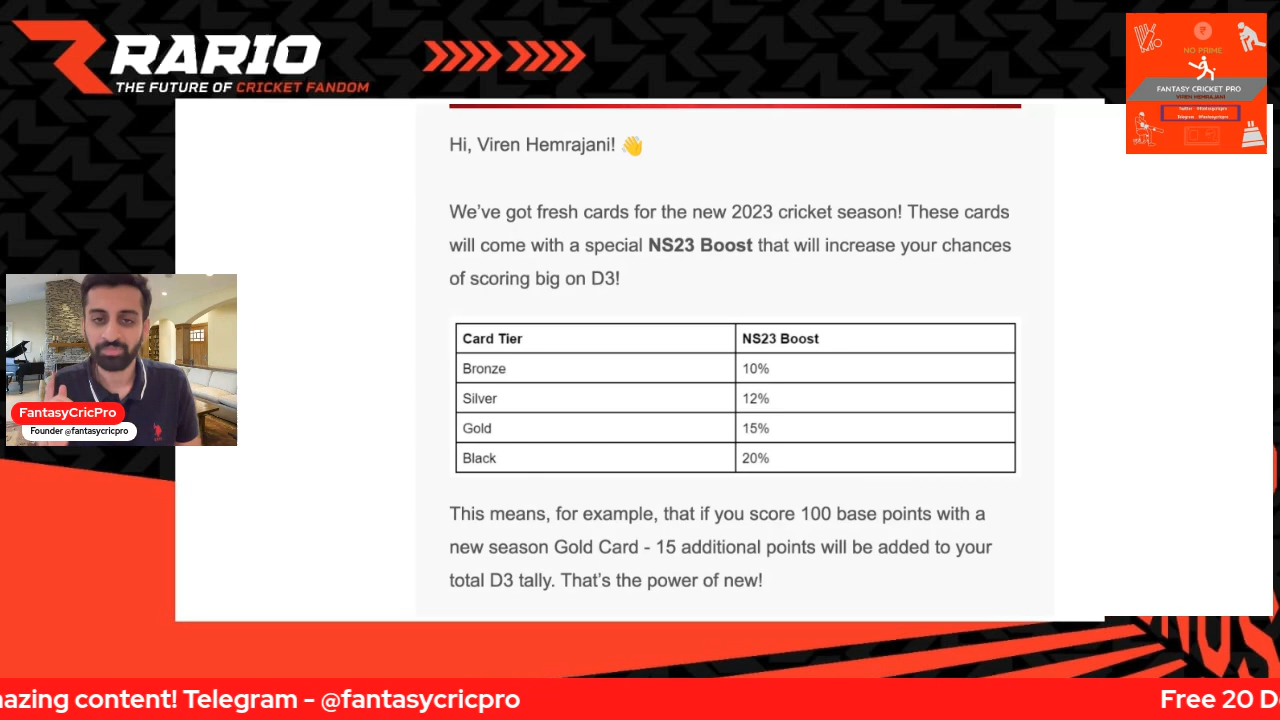 RARIO
THE FUTURE OF CRICKET FANDOM
NO PRIME
FANTASY CRICKET PRO
VIREN HEMRAJANI
Hi, Viren Hemrajani! 👋
We've got fresh cards for the new 2023 cricket season! These cards
will come with a special NS23 Boost that will increase your chances
of scoring big on D3!
Card Tier NS23 Boost
Bronze 10%
Silver 12%
Gold 15%
Black 20%
This means, for example, that if you score 100 base points with a
new season Gold Card - 15 additional points will be added to your
total D3 tally. That's the power of new!
FantasyCricPro
Founder @fantasycricpro
nazing content! Telegram - @fantasycricpro
Free 20 D